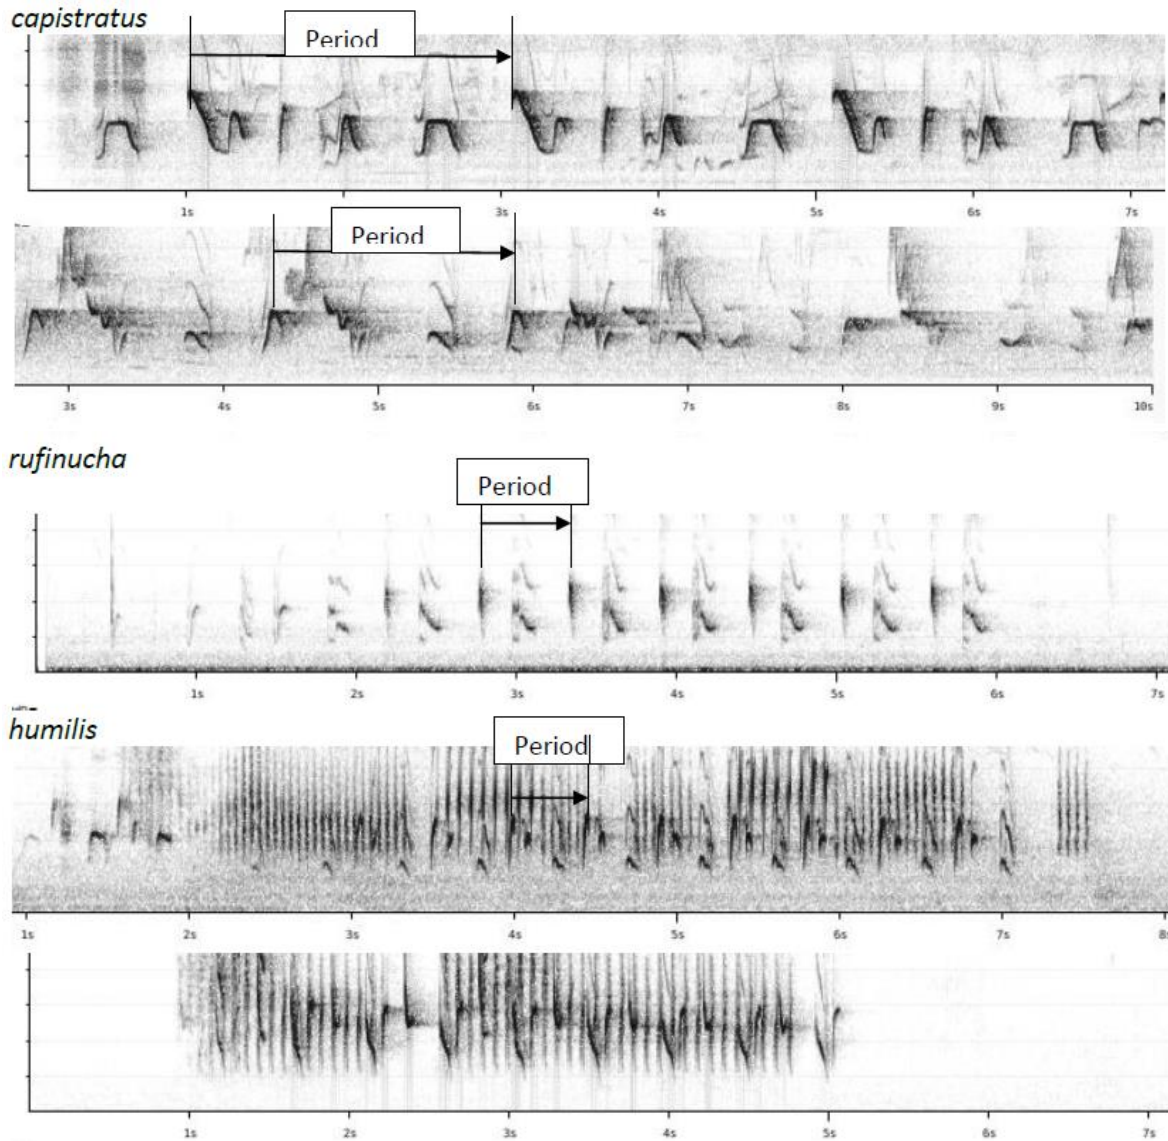 capistratus
Period
1s 3s 4s 5s 6s 7s
Period
3s 4s 5s 6s 7s 8s 9s 10s
rufinucha
Period
1s 2s 3s 4s 5s 6s 7s
humilis
Period
1s 2s 3s 4s 5s 6s 7s 8s
1s 2s 3s 4s 5s 6s 7s